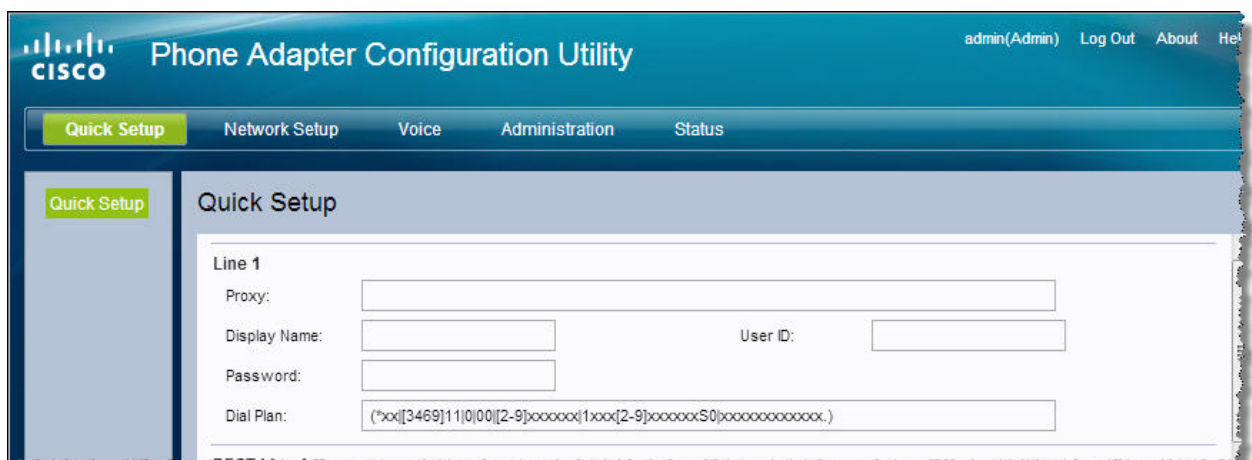 CISCO Phone Adapter Configuration Utility
admin(Admin) Log Out About
Quick Setup Network Setup Voice Administration Status
Quick Setup
Quick Setup
Line 1
Proxy:
Display Name: User ID:
Password:
Dial Plan: (*xx|[3469]11|0|00|[2-9]xxxxxx|1xxx[2-9]xxxxxxS0|xxxxxxxxxxxx.)